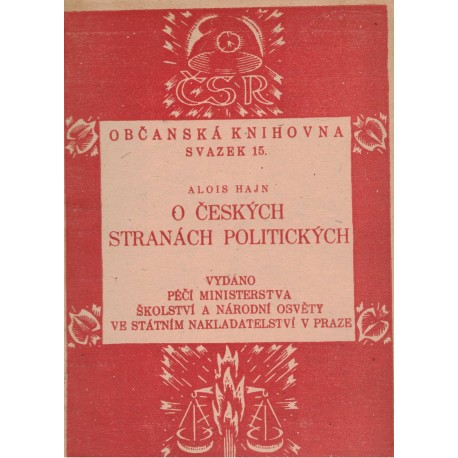 ČSR
OBČANSKÁ KNIHOVNA
SVAZEK 15.
ALOIS HAJN
O ČESKÝCH
STRANÁCH POLITICKÝCH
VYDÁNO
PÉČÍ MINISTERSTVA
ŠKOLSTVÍ A NÁRODNÍ OSVĚTY
VE STÁTNÍM NAKLADATELSTVÍ V PRAZE